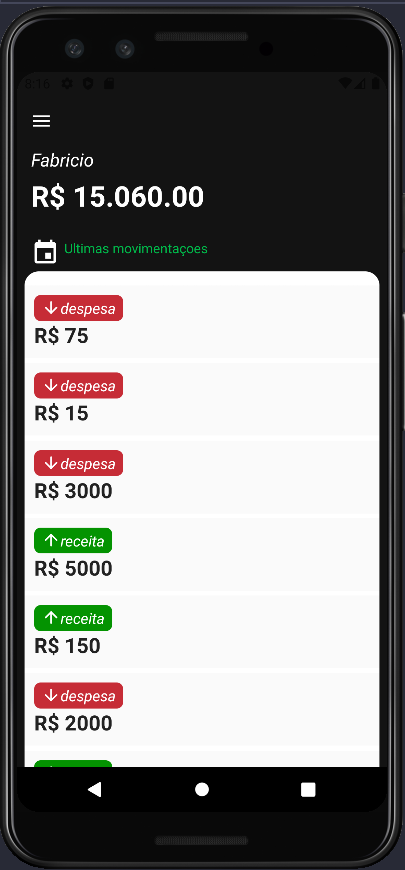 8:16
Fabricio
R$ 15.060.00
Ultimas movimentaçoes
despesa
R$ 75
despesa
R$ 15
despesa
R$ 3000
receita
R$ 5000
receita
R$ 150
despesa
R$ 2000